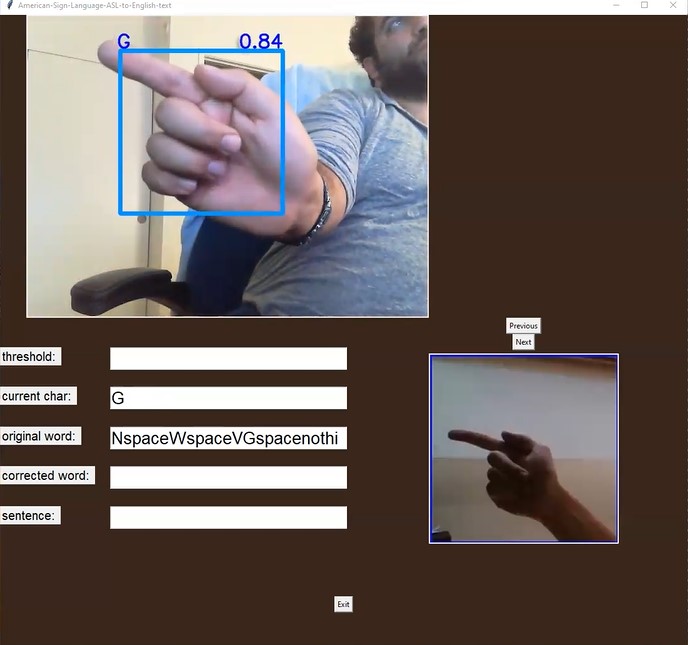 American-Sign-Language-ASL-to-English-text
G 0.84
Previous
Next
threshold:
current char: G
original word: NspaceWspaceVGspacenothi
corrected word:
sentence:
Exit